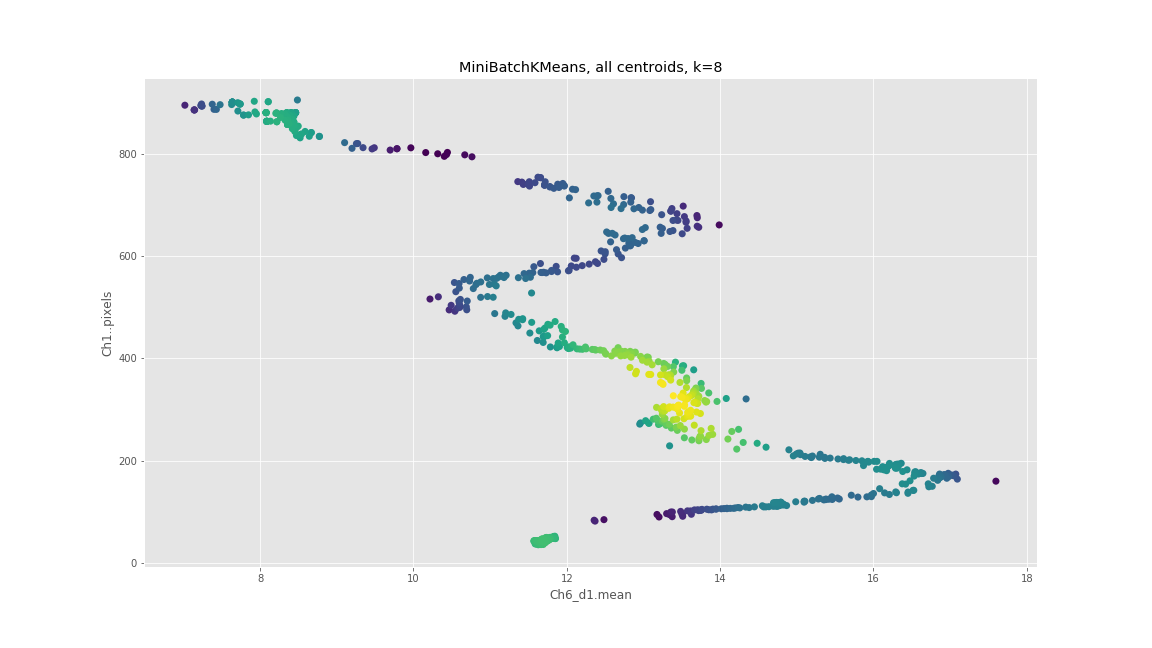 MiniBatchKMeans, all centroids, k=8
800
600
400
200
0
Ch1..pixels
8 10 12 14 16 18
Ch6_d1.mean